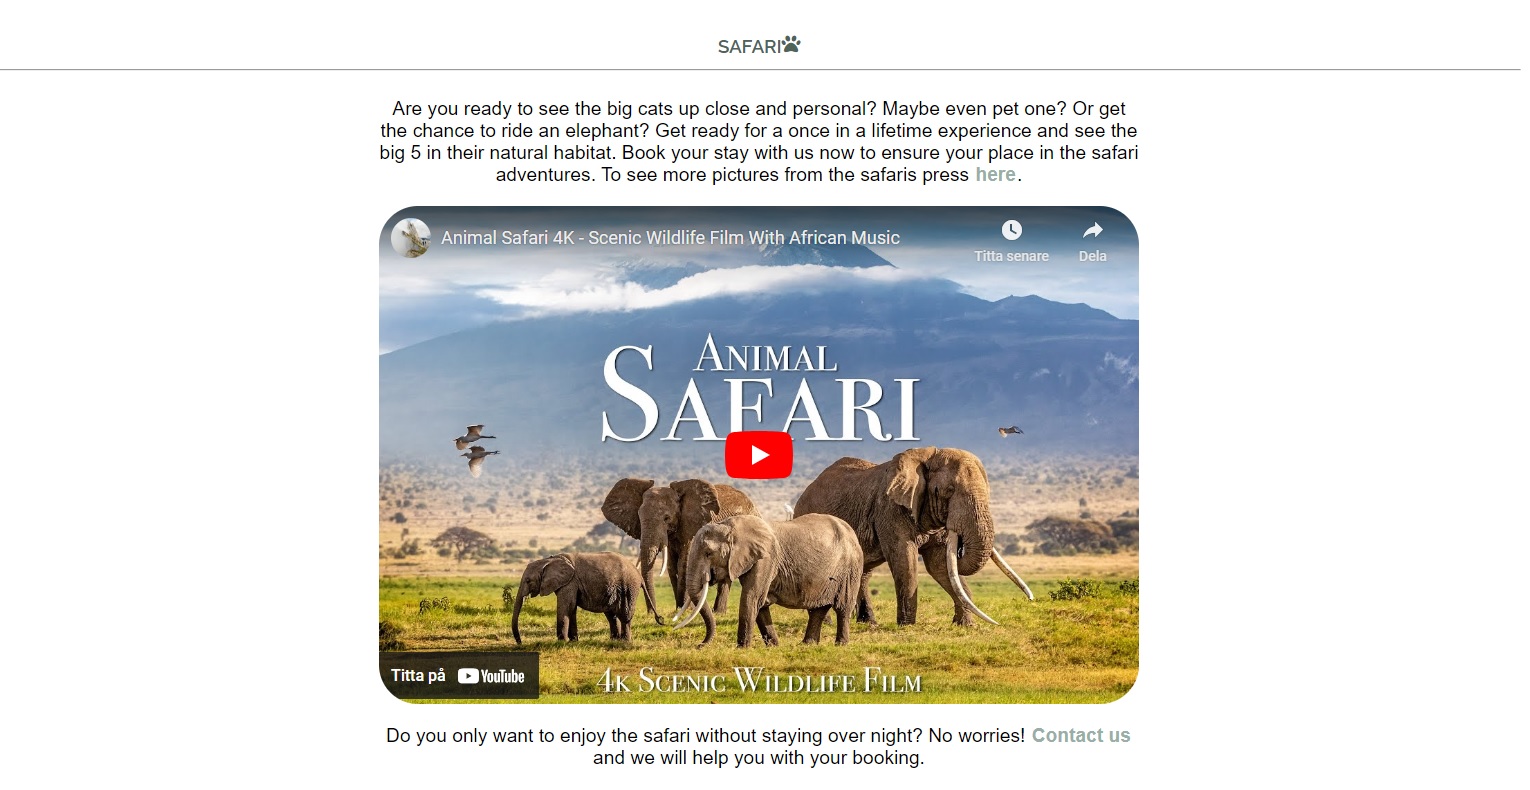 SAFARI
Are you ready to see the big cats up close and personal? Maybe even pet one? Or get
the chance to ride an elephant? Get ready for a once in a lifetime experience and see the
big 5 in their natural habitat. Book your stay with us now to ensure your place in the safari
adventures. To see more pictures from the safaris press here.
Animal Safari 4K - Scenic Wildlife Film With African Music
Titta senare
Dela
ANIMAL
SAFARI
Titta på YouTube
4K SCENIC WILDLIFE FILM
Do you only want to enjoy the safari without staying over night? No worries! Contact us
and we will help you with your booking.